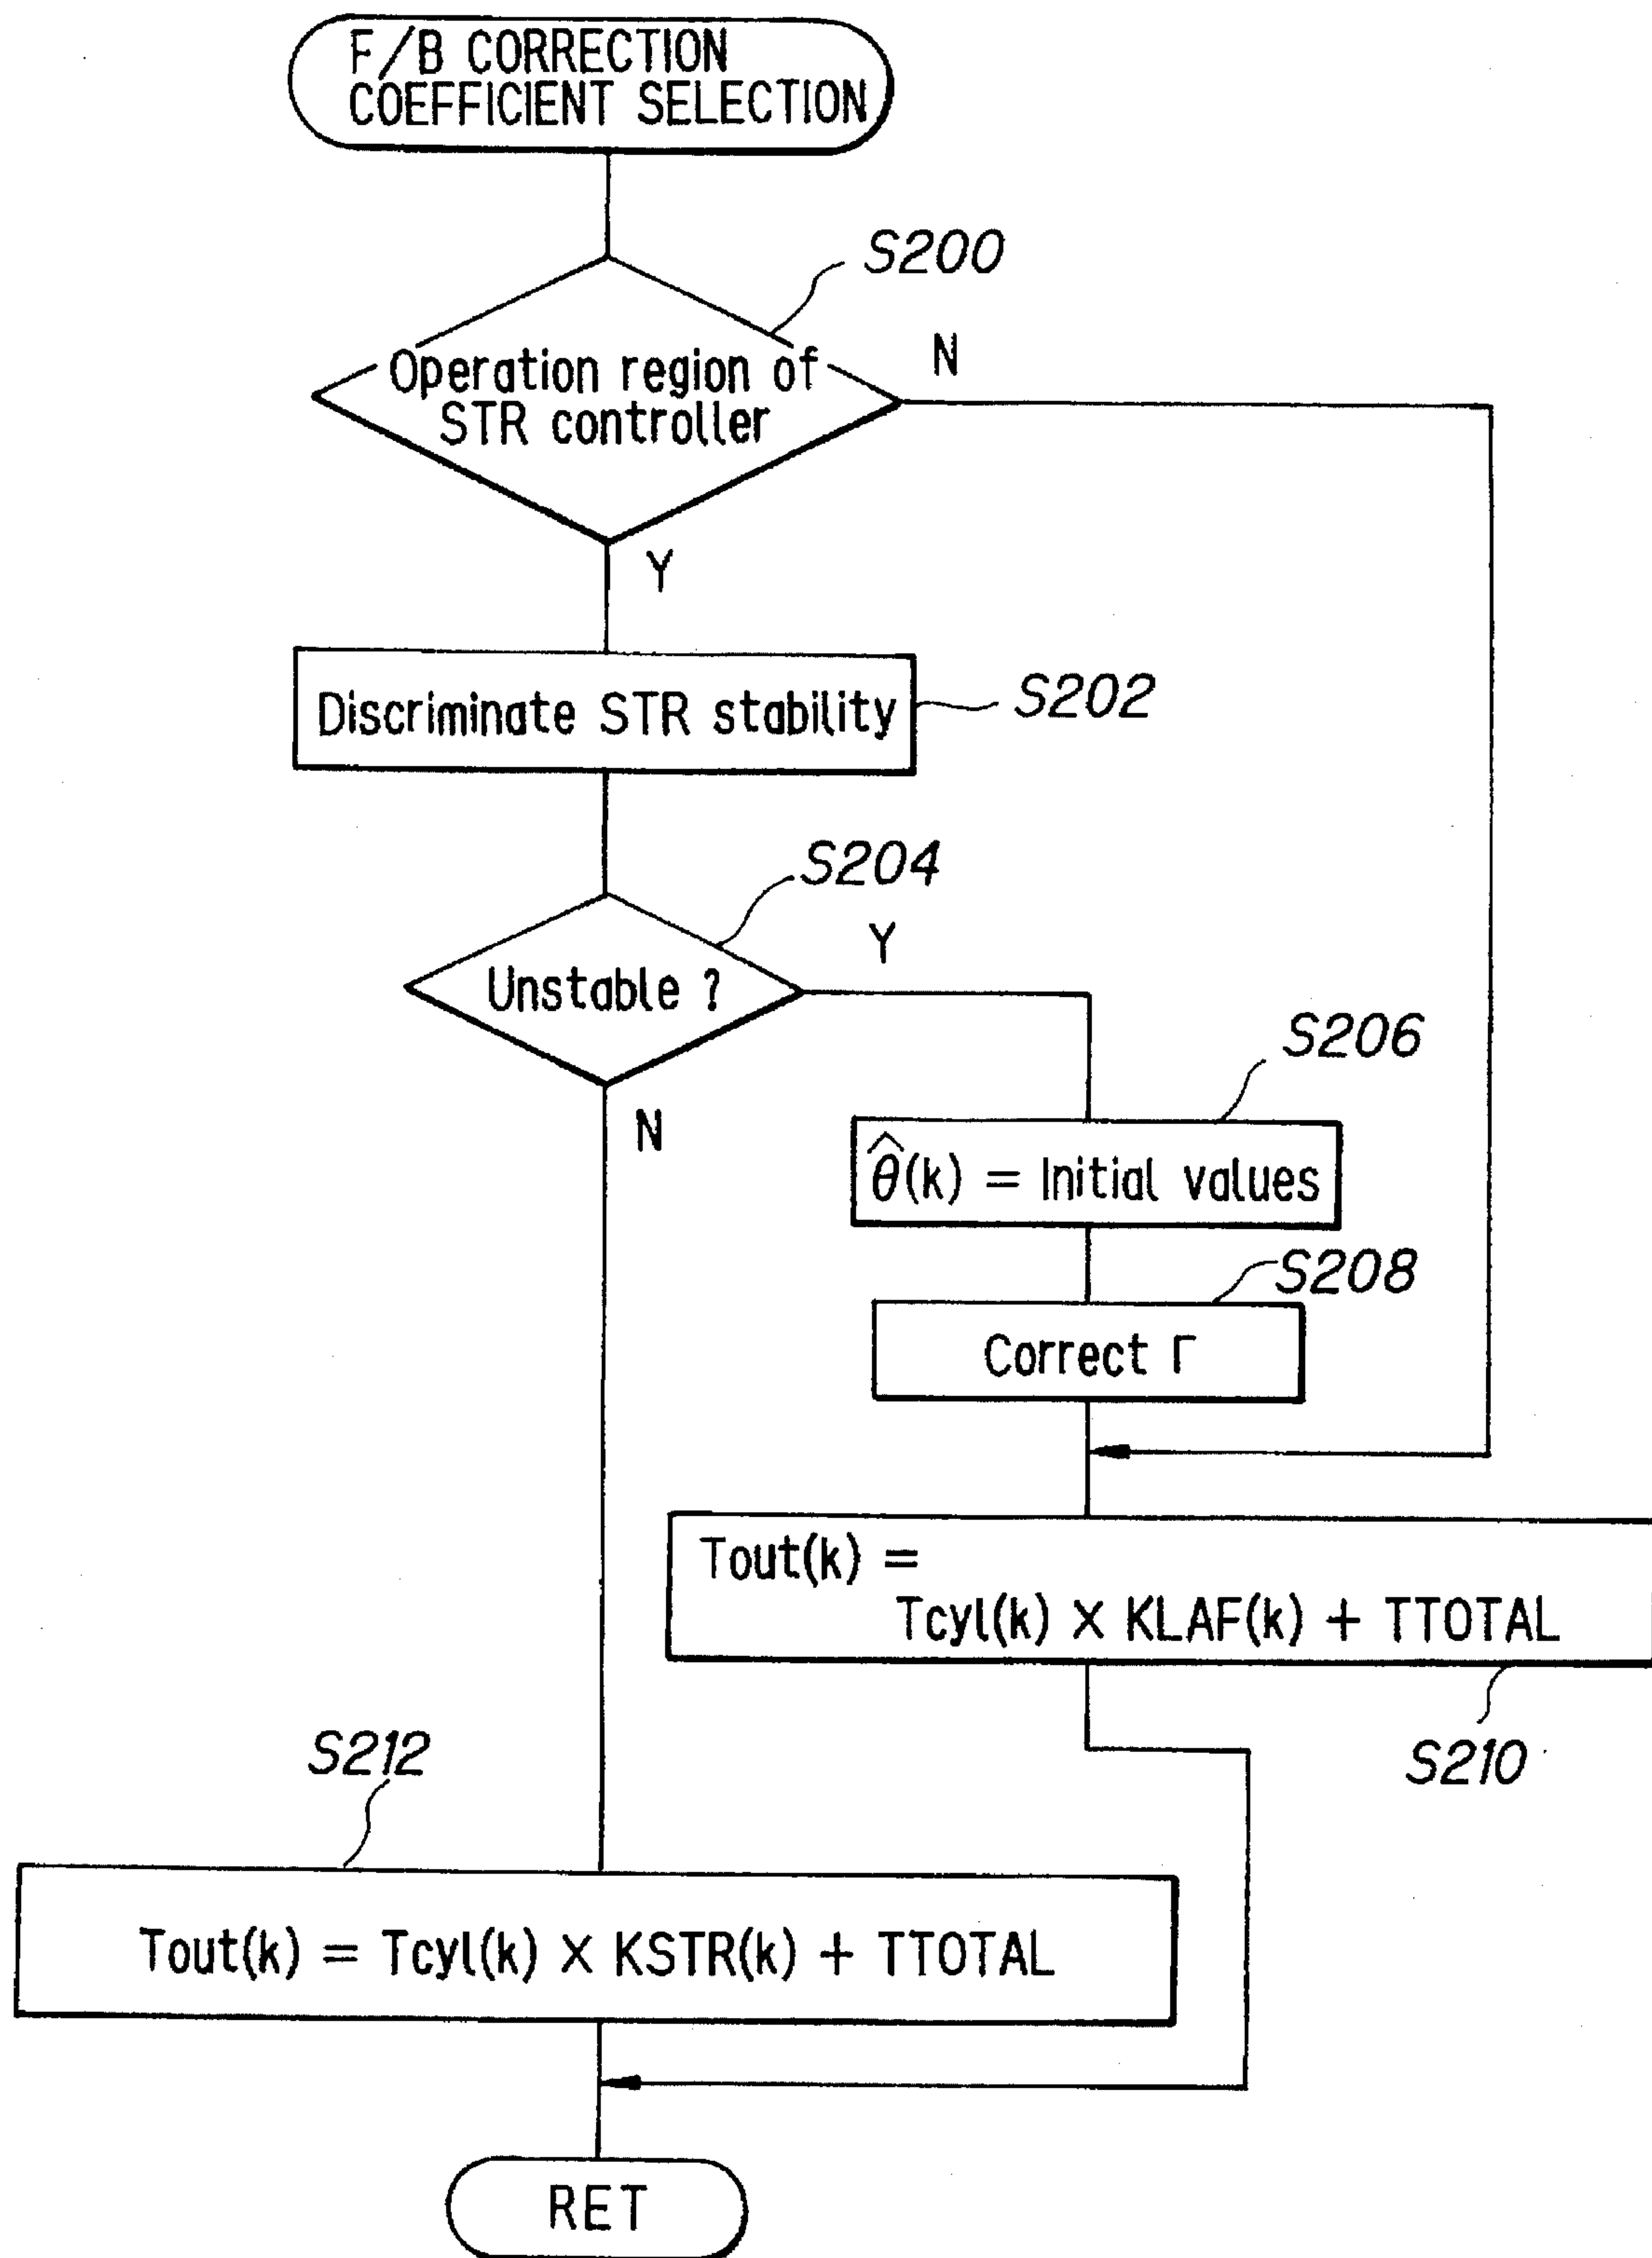 F/B CORRECTION
COEFFICIENT SELECTION
S200
Operation region of
STR controller
N
Y
Discriminate STR stability
S202
S204
Unstable ?
Y
N
S206
θ̂(k) = Initial values
S208
Correct Γ
Tout(k) =
Tcyl(k) × KLAF(k) + TTOTAL
S210
S212
Tout(k) = Tcyl(k) × KSTR(k) + TTOTAL
RET